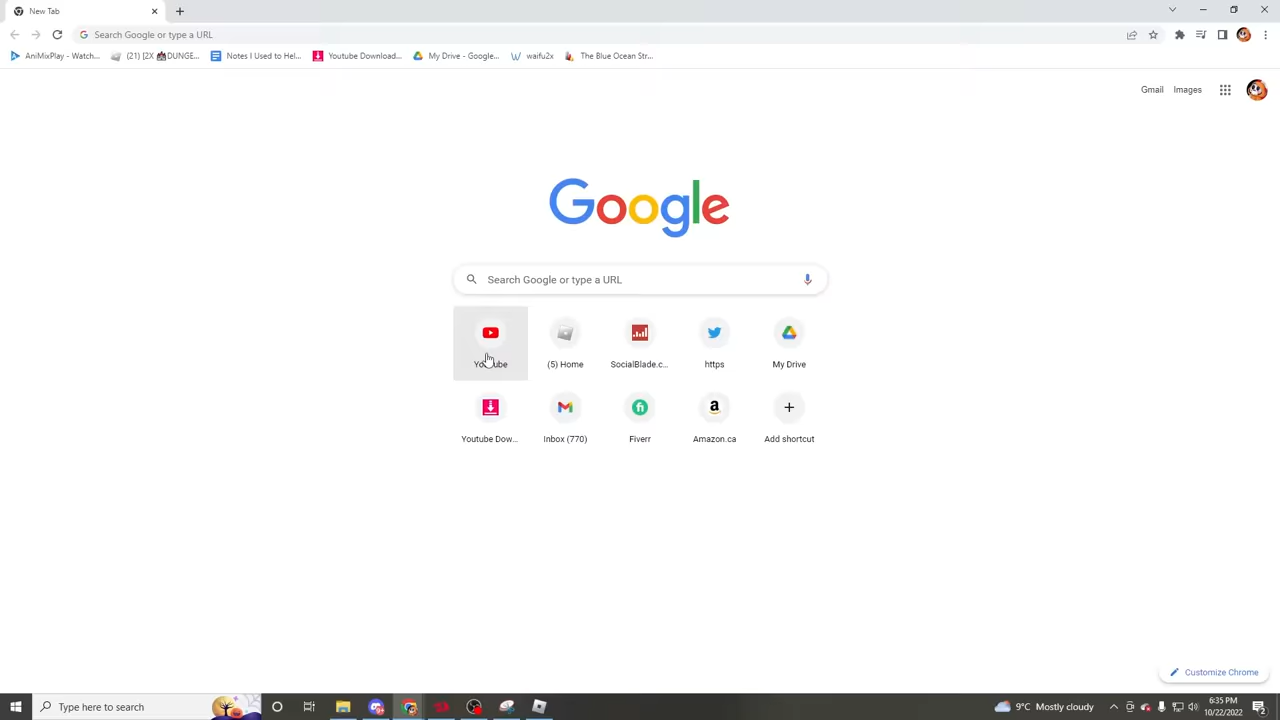 New Tab
Search Google or type a URL
AniMixPlay - Watch... (21) [2X DUNGE... Notes I Used to Hel... Youtube Download... My Drive - Google... waifu2x The Blue Ocean Str...
Gmail Images
Google
Search Google or type a URL
YouTube (5) Home SocialBlade.c... https My Drive
Youtube Dow... Inbox (770) Fiverr Amazon.ca Add shortcut
Customize Chrome
Type here to search 9°C Mostly cloudy 6:35 PM
10/22/2022